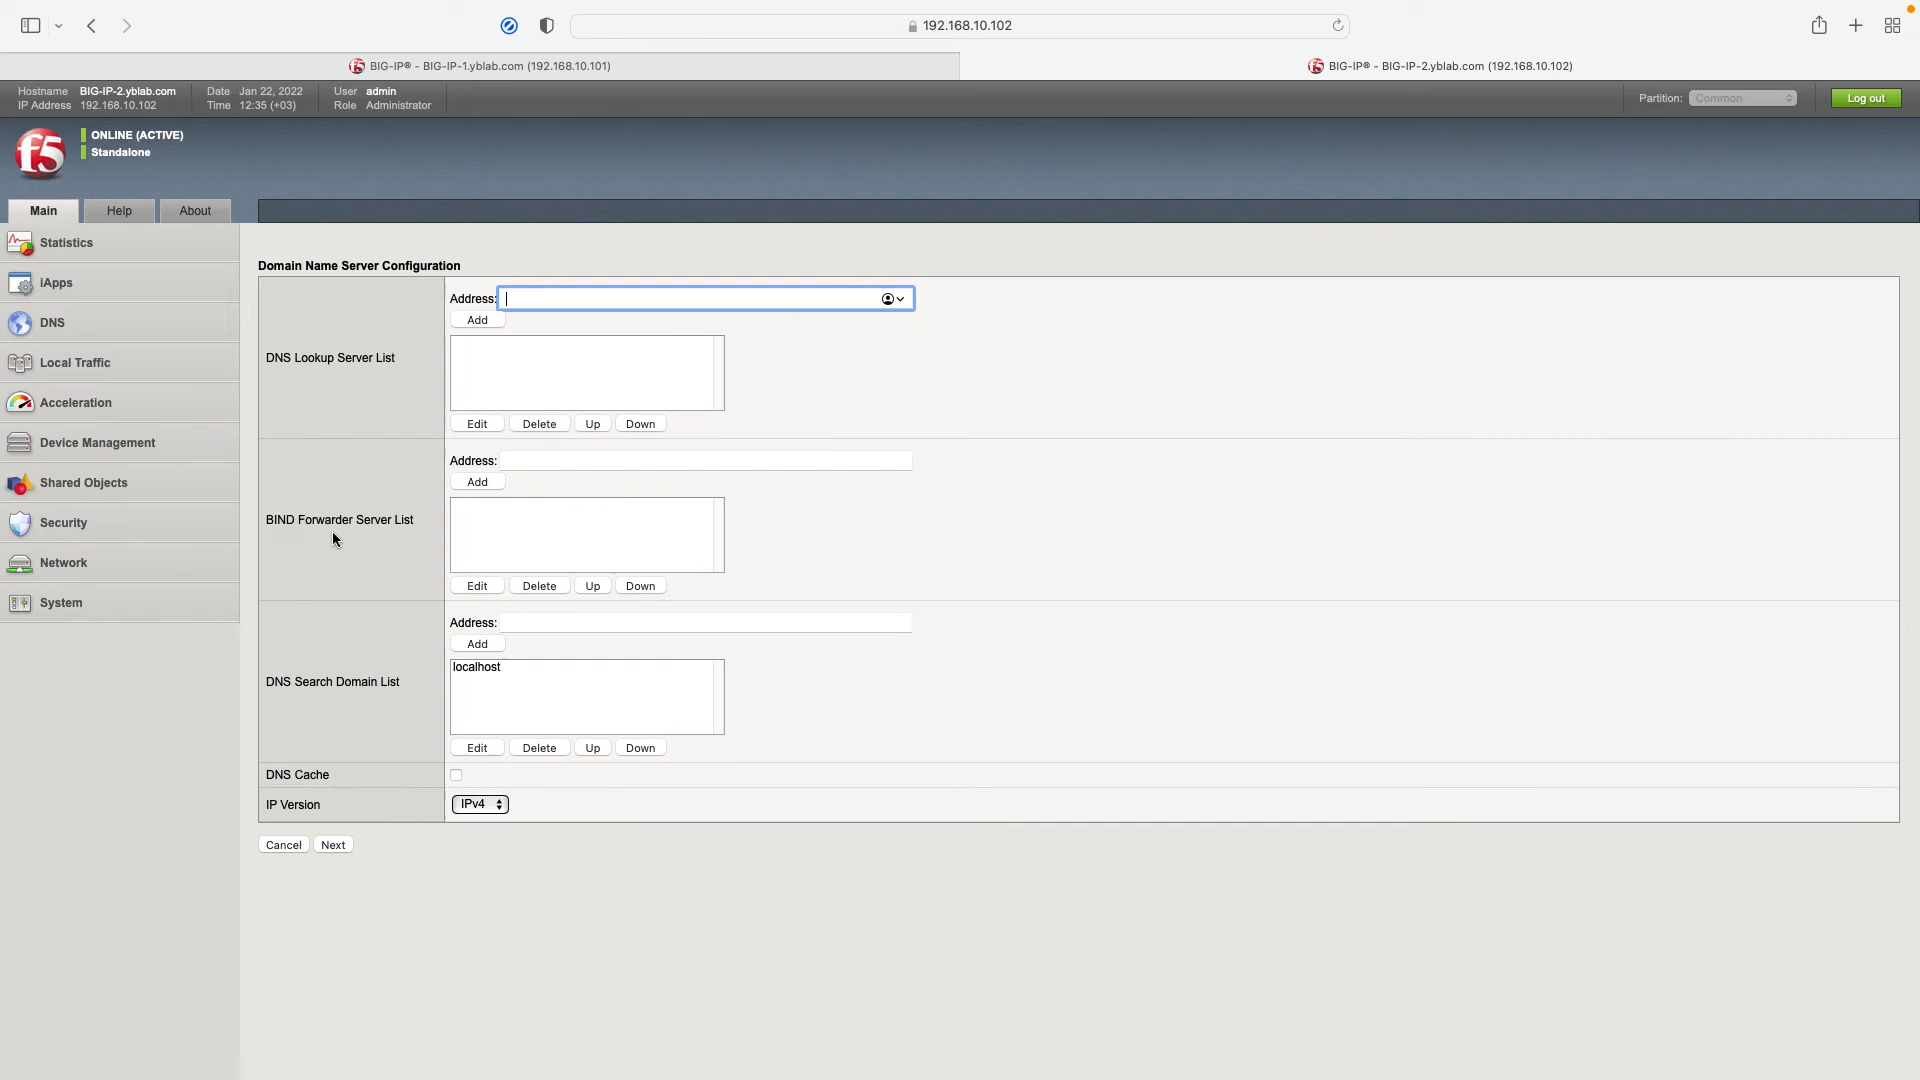 192.168.10.102
BIG-IP® - BIG-IP-1.yblab.com (192.168.10.101)
BIG-IP® - BIG-IP-2.yblab.com (192.168.10.102)
Hostname BIG-IP-2.yblab.com
IP Address 192.168.10.102
Date Jan 22, 2022
Time 12:35 (+03)
User admin
Role Administrator
Partition: Common
Log out
f5
ONLINE (ACTIVE)
Standalone
Main
Help
About
Statistics
iApps
DNS
Local Traffic
Acceleration
Device Management
Shared Objects
Security
Network
System
Domain Name Server Configuration
DNS Lookup Server List
Address:
Add
Edit Delete Up Down
BIND Forwarder Server List
Address:
Add
Edit Delete Up Down
DNS Search Domain List
Address:
Add
localhost
Edit Delete Up Down
DNS Cache
IP Version
IPv4
Cancel Next